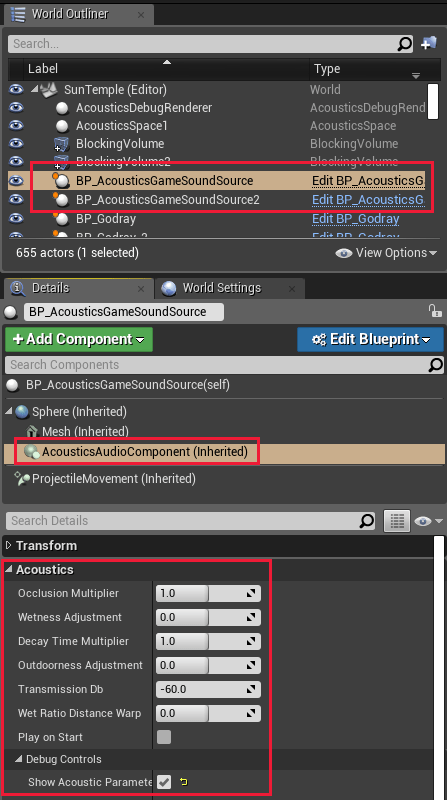 World Outliner
Search...
Label Type
SunTemple (Editor) World
AcousticsDebugRenderer AcousticsDebugRend
AcousticsSpace1 AcousticsSpace
BlockingVolume BlockingVolume
BlockingVolume2 BlockingVolume
BP_AcousticsGameSoundSource Edit BP_AcousticsG
BP_AcousticsGameSoundSource2 Edit BP_AcousticsG
BP_Godray Edit BP_Godray
BP_Godray 2 Edit BP_Godray
655 actors (1 selected) View Options
Details World Settings
BP_AcousticsGameSoundSource
+ Add Component Edit Blueprint
Search Components
BP_AcousticsGameSoundSource(self)
Sphere (Inherited)
Mesh (Inherited)
AcousticsAudioComponent (Inherited)
ProjectileMovement (Inherited)
Search Details
Transform
Acoustics
Occlusion Multiplier 1.0
Wetness Adjustment 0.0
Decay Time Multiplier 1.0
Outdoorness Adjustment 0.0
Transmission Db -60.0
Wet Ratio Distance Warp 0.0
Play on Start
Debug Controls
Show Acoustic Paramete